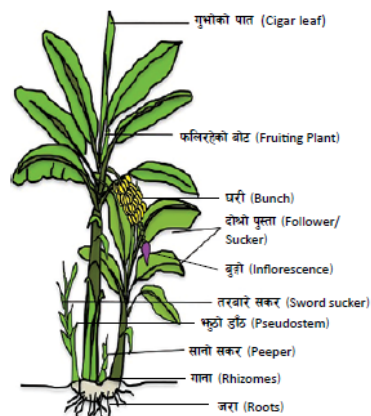 गुभोको पात (Cigar leaf)
फलिरहेको बोट (Fruiting Plant)
घरी (Bunch)
दोश्रो पुस्ता (Follower/
Sucker)
बुङ्गो (Inflorescence)
तरबारे सकर (Sword sucker)
झुठो डाँठ (Pseudostem)
सानो सकर (Peeper)
गाना (Rhizomes)
जरा (Roots)